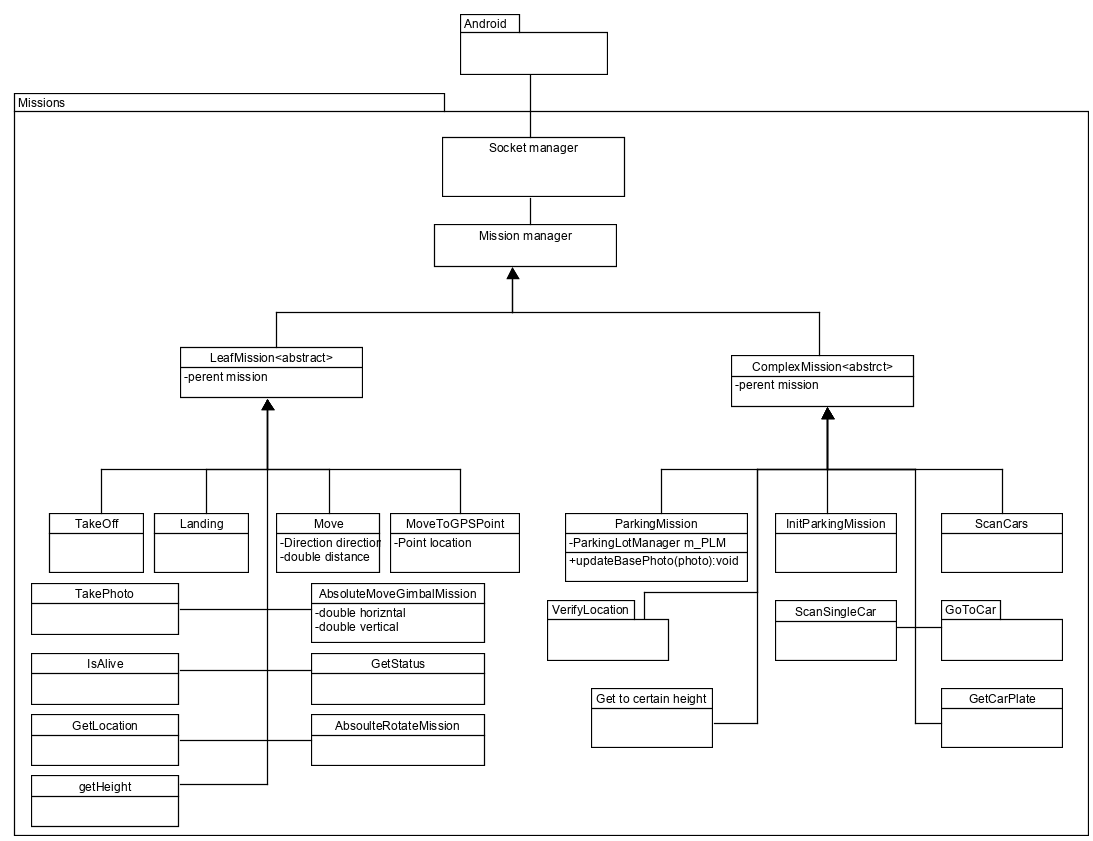 Android
Missions
Socket manager
Mission manager
LeafMission<abstract>
-perent mission
ComplexMission<abstrct>
-perent mission
TakeOff
Landing
Move
-Direction direction
-double distance
MoveToGPSPoint
-Point location
ParkingMission
-ParkingLotManager m_PLM
+updateBasePhoto(photo):void
InitParkingMission
ScanCars
TakePhoto
AbsoluteMoveGimbalMission
-double horizntal
-double vertical
VerifyLocation
ScanSingleCar
GoToCar
IsAlive
GetStatus
Get to certain height
GetCarPlate
GetLocation
AbsoulteRotateMission
getHeight